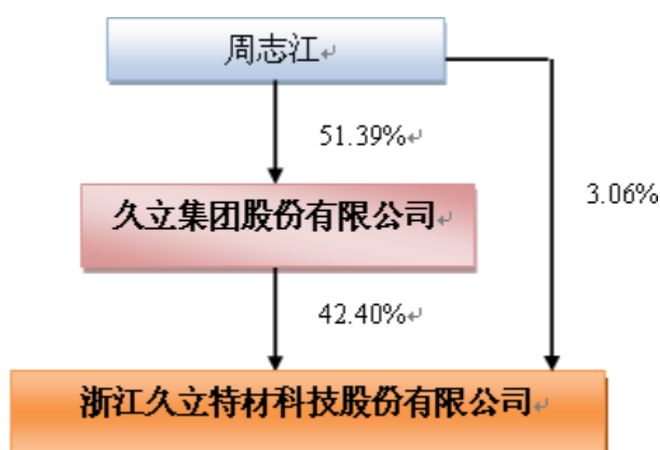 周志江
51.39%
3.06%
久立集团股份有限公司
42.40%
浙江久立特材科技股份有限公司